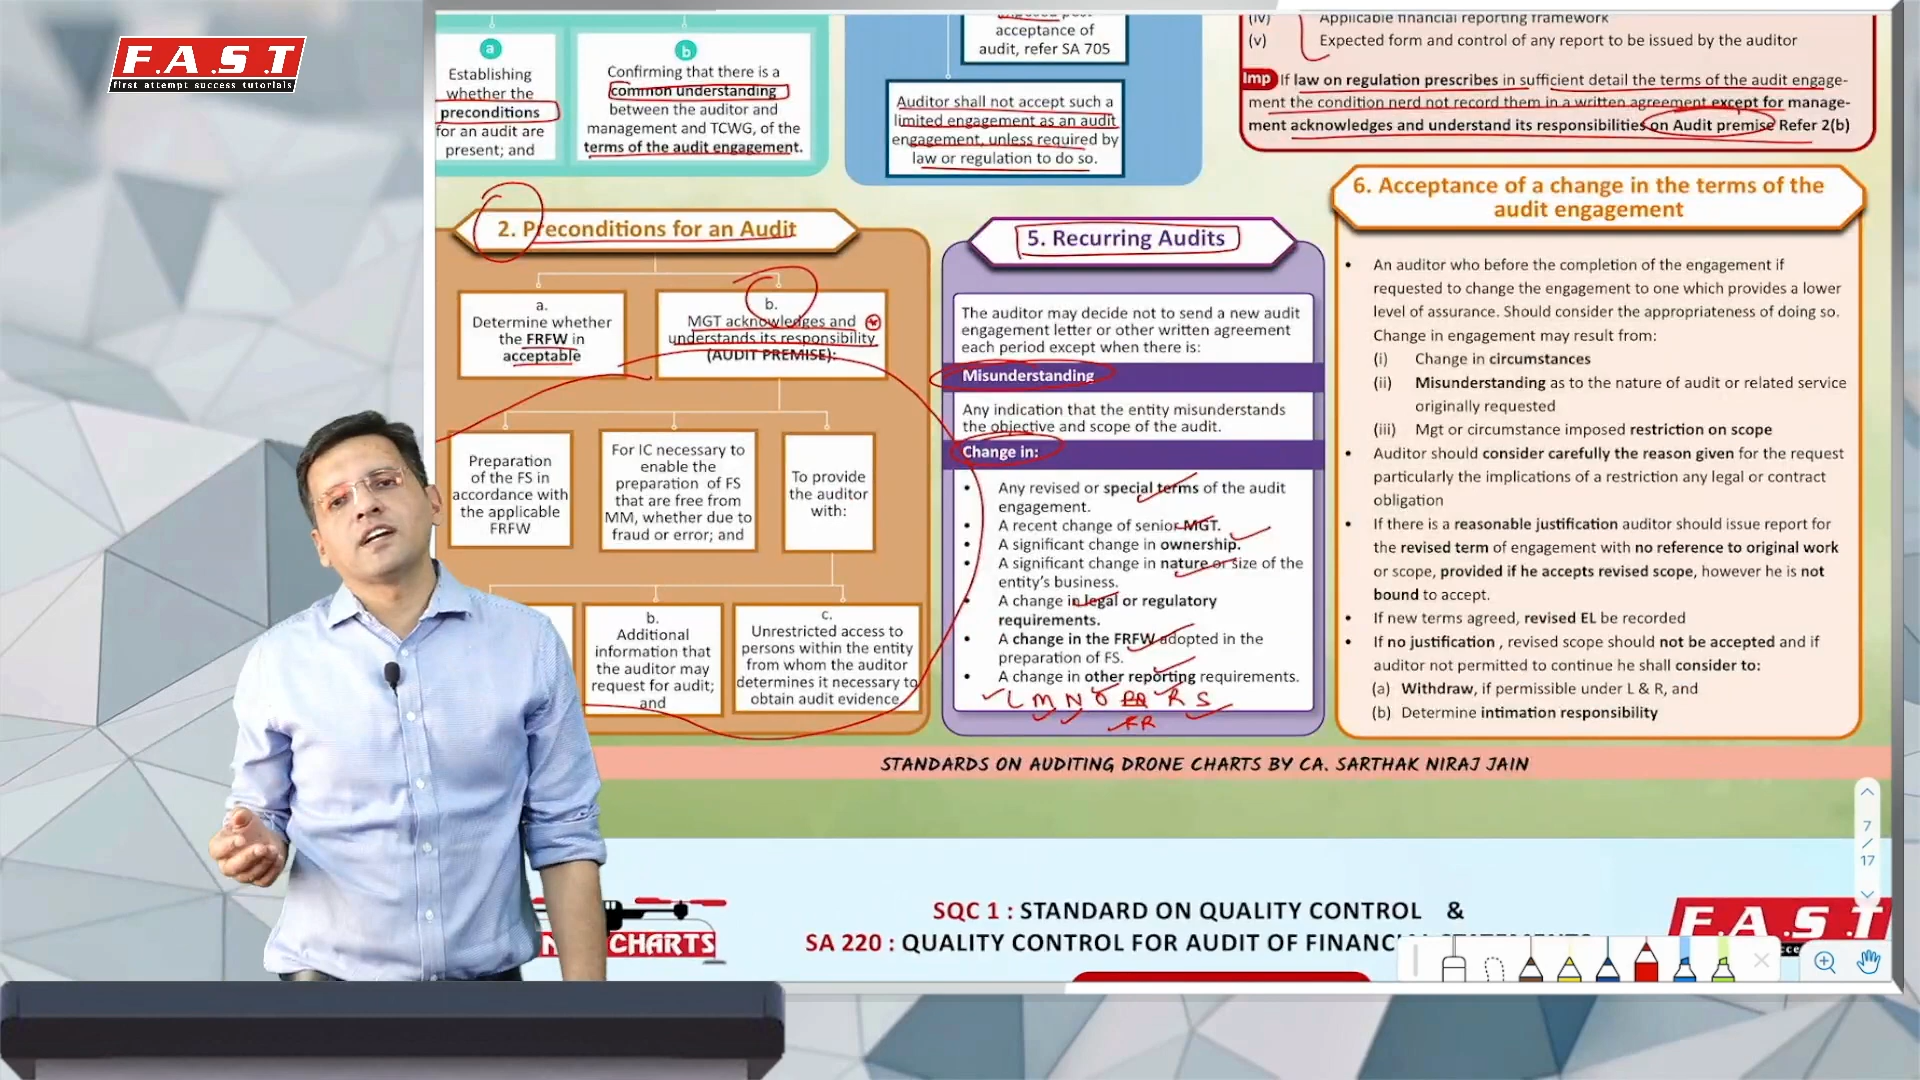 F.A.S.T
first attempt success tutorials
a
Establishing
whether the
preconditions
for an audit are
present; and
b
Confirming that there is a
common understanding
between the auditor and
management and TCWG, of the
terms of the audit engagement.
imposed post
acceptance of
audit, refer SA 705
Auditor shall not accept such a
limited engagement as an audit
engagement, unless required by
law or regulation to do so.
(iv) Applicable financial reporting framework
(v) Expected form and control of any report to be issued by the auditor
Imp If law on regulation prescribes in sufficient detail the terms of the audit engage-
ment the condition nerd not record them in a written agreement except for manage-
ment acknowledges and understand its responsibilities on Audit premise Refer 2(b)
2. Preconditions for an Audit
a.
Determine whether
the FRFW in
acceptable
b.
MGT acknowledges and
understands its responsibility
(AUDIT PREMISE):
Preparation
of the FS in
accordance with
the applicable
FRFW
For IC necessary to
enable the
preparation of FS
that are free from
MM, whether due to
fraud or error; and
To provide
the auditor
with:
b.
Additional
information that
the auditor may
request for audit;
and
c.
Unrestricted access to
persons within the entity
from whom the auditor
determines it necessary to
obtain audit evidence.
5. Recurring Audits
The auditor may decide not to send a new audit
engagement letter or other written agreement
each period except when there is:
Misunderstanding
Any indication that the entity misunderstands
the objective and scope of the audit.
Change in:
• Any revised or special terms of the audit
engagement.
• A recent change of senior MGT.
• A significant change in ownership.
• A significant change in nature or size of the
entity's business.
• A change in legal or regulatory
requirements.
• A change in the FRFW adopted in the
preparation of FS.
• A change in other reporting requirements.
L M N O R S
FR
6. Acceptance of a change in the terms of the
audit engagement
• An auditor who before the completion of the engagement if
requested to change the engagement to one which provides a lower
level of assurance. Should consider the appropriateness of doing so.
Change in engagement may result from:
(i) Change in circumstances
(ii) Misunderstanding as to the nature of audit or related service
originally requested
(iii) Mgt or circumstance imposed restriction on scope
• Auditor should consider carefully the reason given for the request
particularly the implications of a restriction any legal or contract
obligation
• If there is a reasonable justification auditor should issue report for
the revised term of engagement with no reference to original work
or scope, provided if he accepts revised scope, however he is not
bound to accept.
• If new terms agreed, revised EL be recorded
• If no justification , revised scope should not be accepted and if
auditor not permitted to continue he shall consider to:
(a) Withdraw, if permissible under L & R, and
(b) Determine intimation responsibility
STANDARDS ON AUDITING DRONE CHARTS BY CA. SARTHAK NIRAJ JAIN
7
/
17
CHARTS
SQC 1 : STANDARD ON QUALITY CONTROL &
SA 220 : QUALITY CONTROL FOR AUDIT OF
F.A.S.T